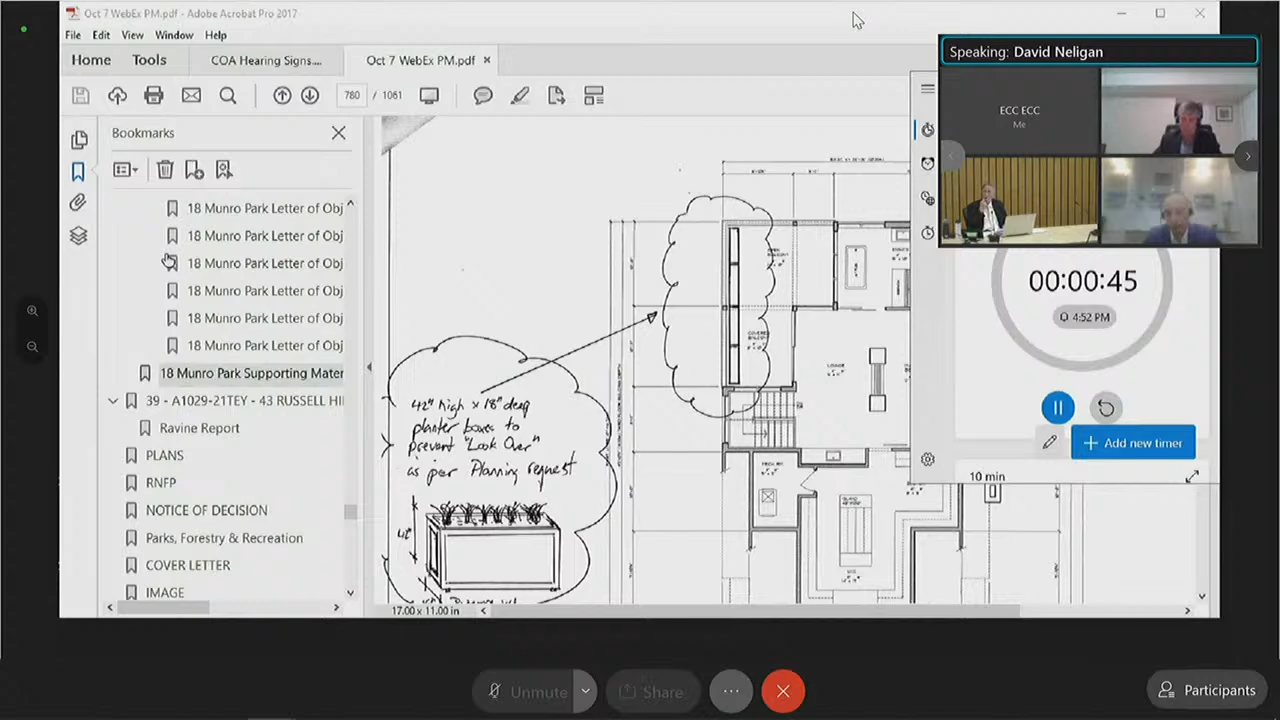 Oct 7 WebEx PM.pdf - Adobe Acrobat Pro 2017
File Edit View Window Help
Home Tools COA Hearing Signs.... Oct 7 WebEx PM.pdf ×
780 / 1061
Speaking: David Neligan
ECC ECC
Me
Bookmarks
18 Munro Park Letter of Obj
18 Munro Park Letter of Obj
18 Munro Park Letter of Obj
18 Munro Park Letter of Obj
18 Munro Park Letter of Obj
18 Munro Park Letter of Obj
18 Munro Park Supporting Mater
39 - A1029-21TEY - 43 RUSSELL HI
Ravine Report
PLANS
RNFP
NOTICE OF DECISION
Parks, Forestry & Recreation
COVER LETTER
IMAGE
42" high x 18" deep
planter boxes to
prevent "Look Over"
as per Planning request
42"
LOUNGE
17.00 x 11.00 in
00:00:45
4:52 PM
Add new timer
10 min
Unmute
Share
Participants